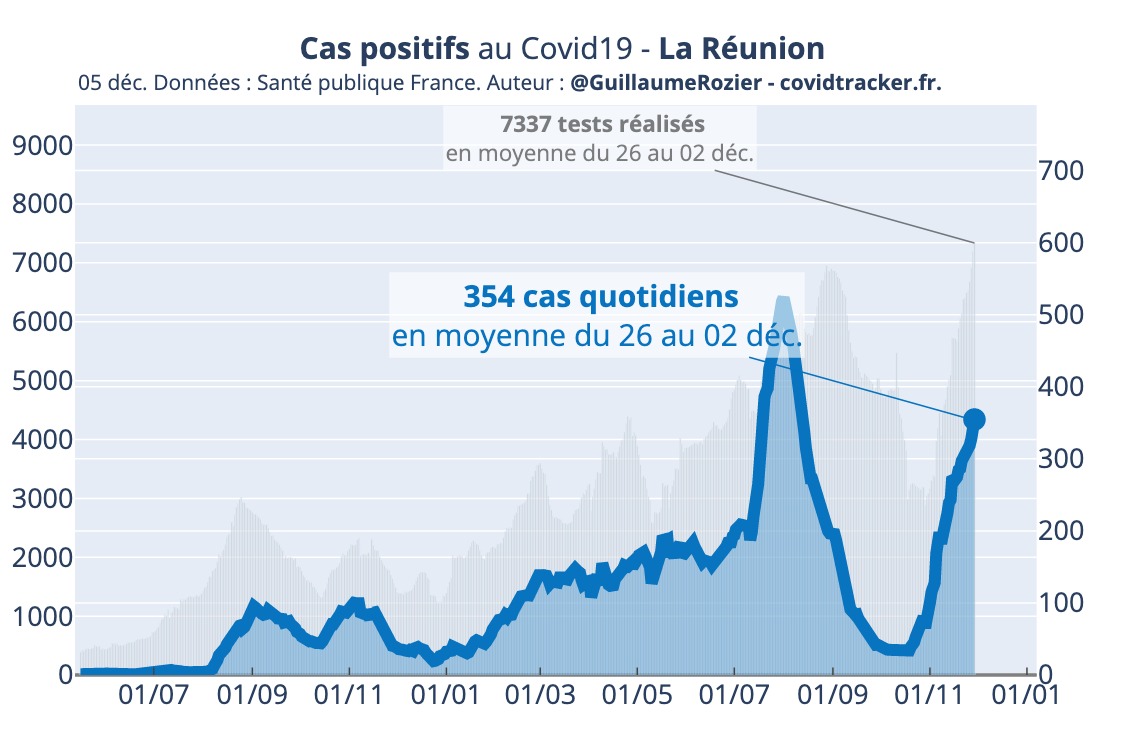 Cas positifs au Covid19 - La Réunion
05 déc. Données : Santé publique France. Auteur : @GuillaumeRozier - covidtracker.fr.
7337 tests réalisés
en moyenne du 26 au 02 déc.
354 cas quotidiens
en moyenne du 26 au 02 déc.
9000
8000
7000
6000
5000
4000
3000
2000
1000
0
700
600
500
400
300
200
100
0
01/07 01/09 01/11 01/01 01/03 01/05 01/07 01/09 01/11 01/01